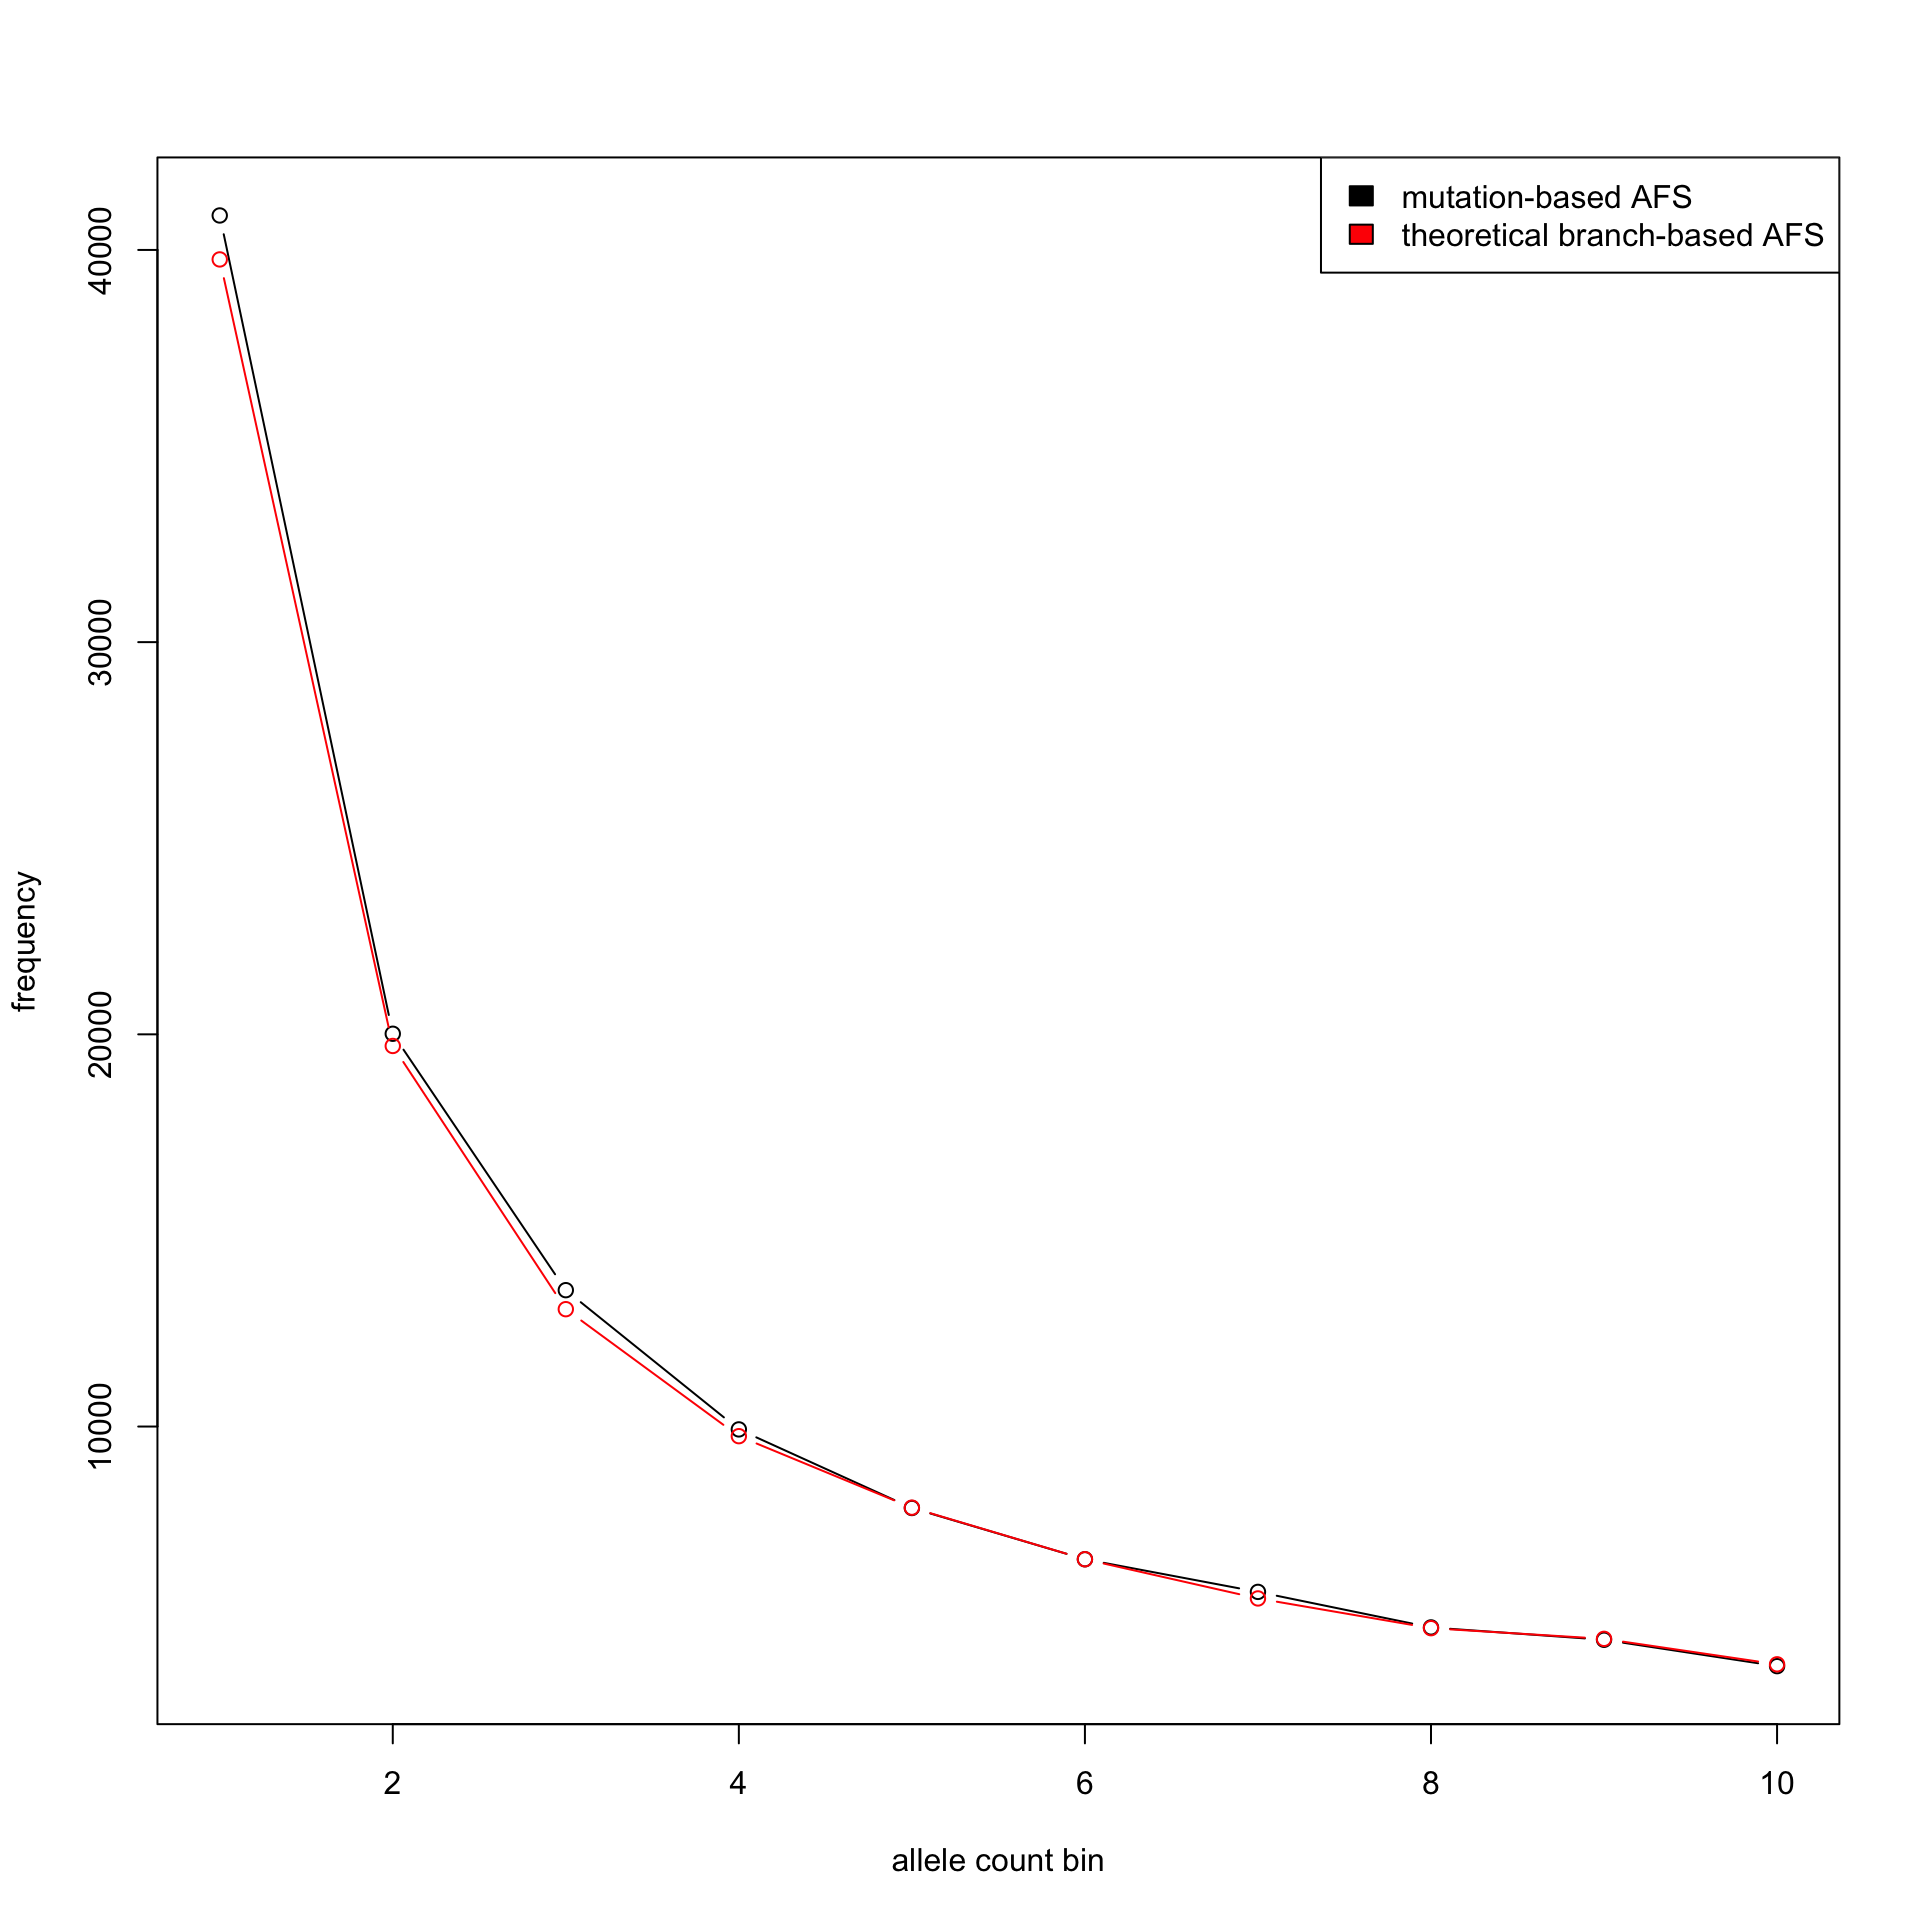 mutation-based AFS
theoretical branch-based AFS
40000
30000
20000
10000
frequency
2 4 6 8 10
allele count bin